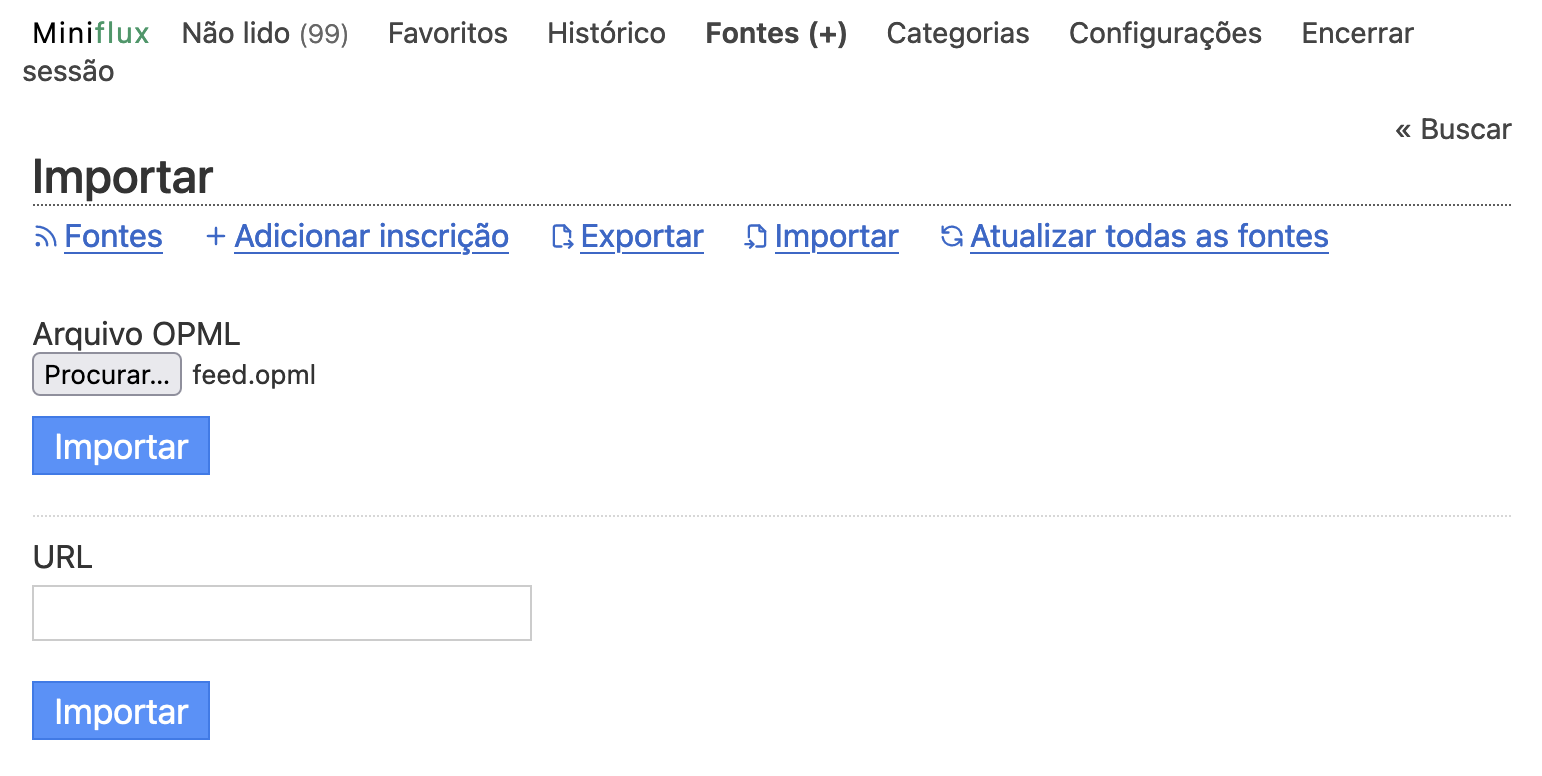 Miniflux Não lido (99) Favoritos Histórico Fontes (+) Categorias Configurações Encerrar
sessão
« Buscar
Importar
Fontes + Adicionar inscrição Exportar Importar Atualizar todas as fontes
Arquivo OPML
Procurar... feed.opml
Importar
URL
Importar